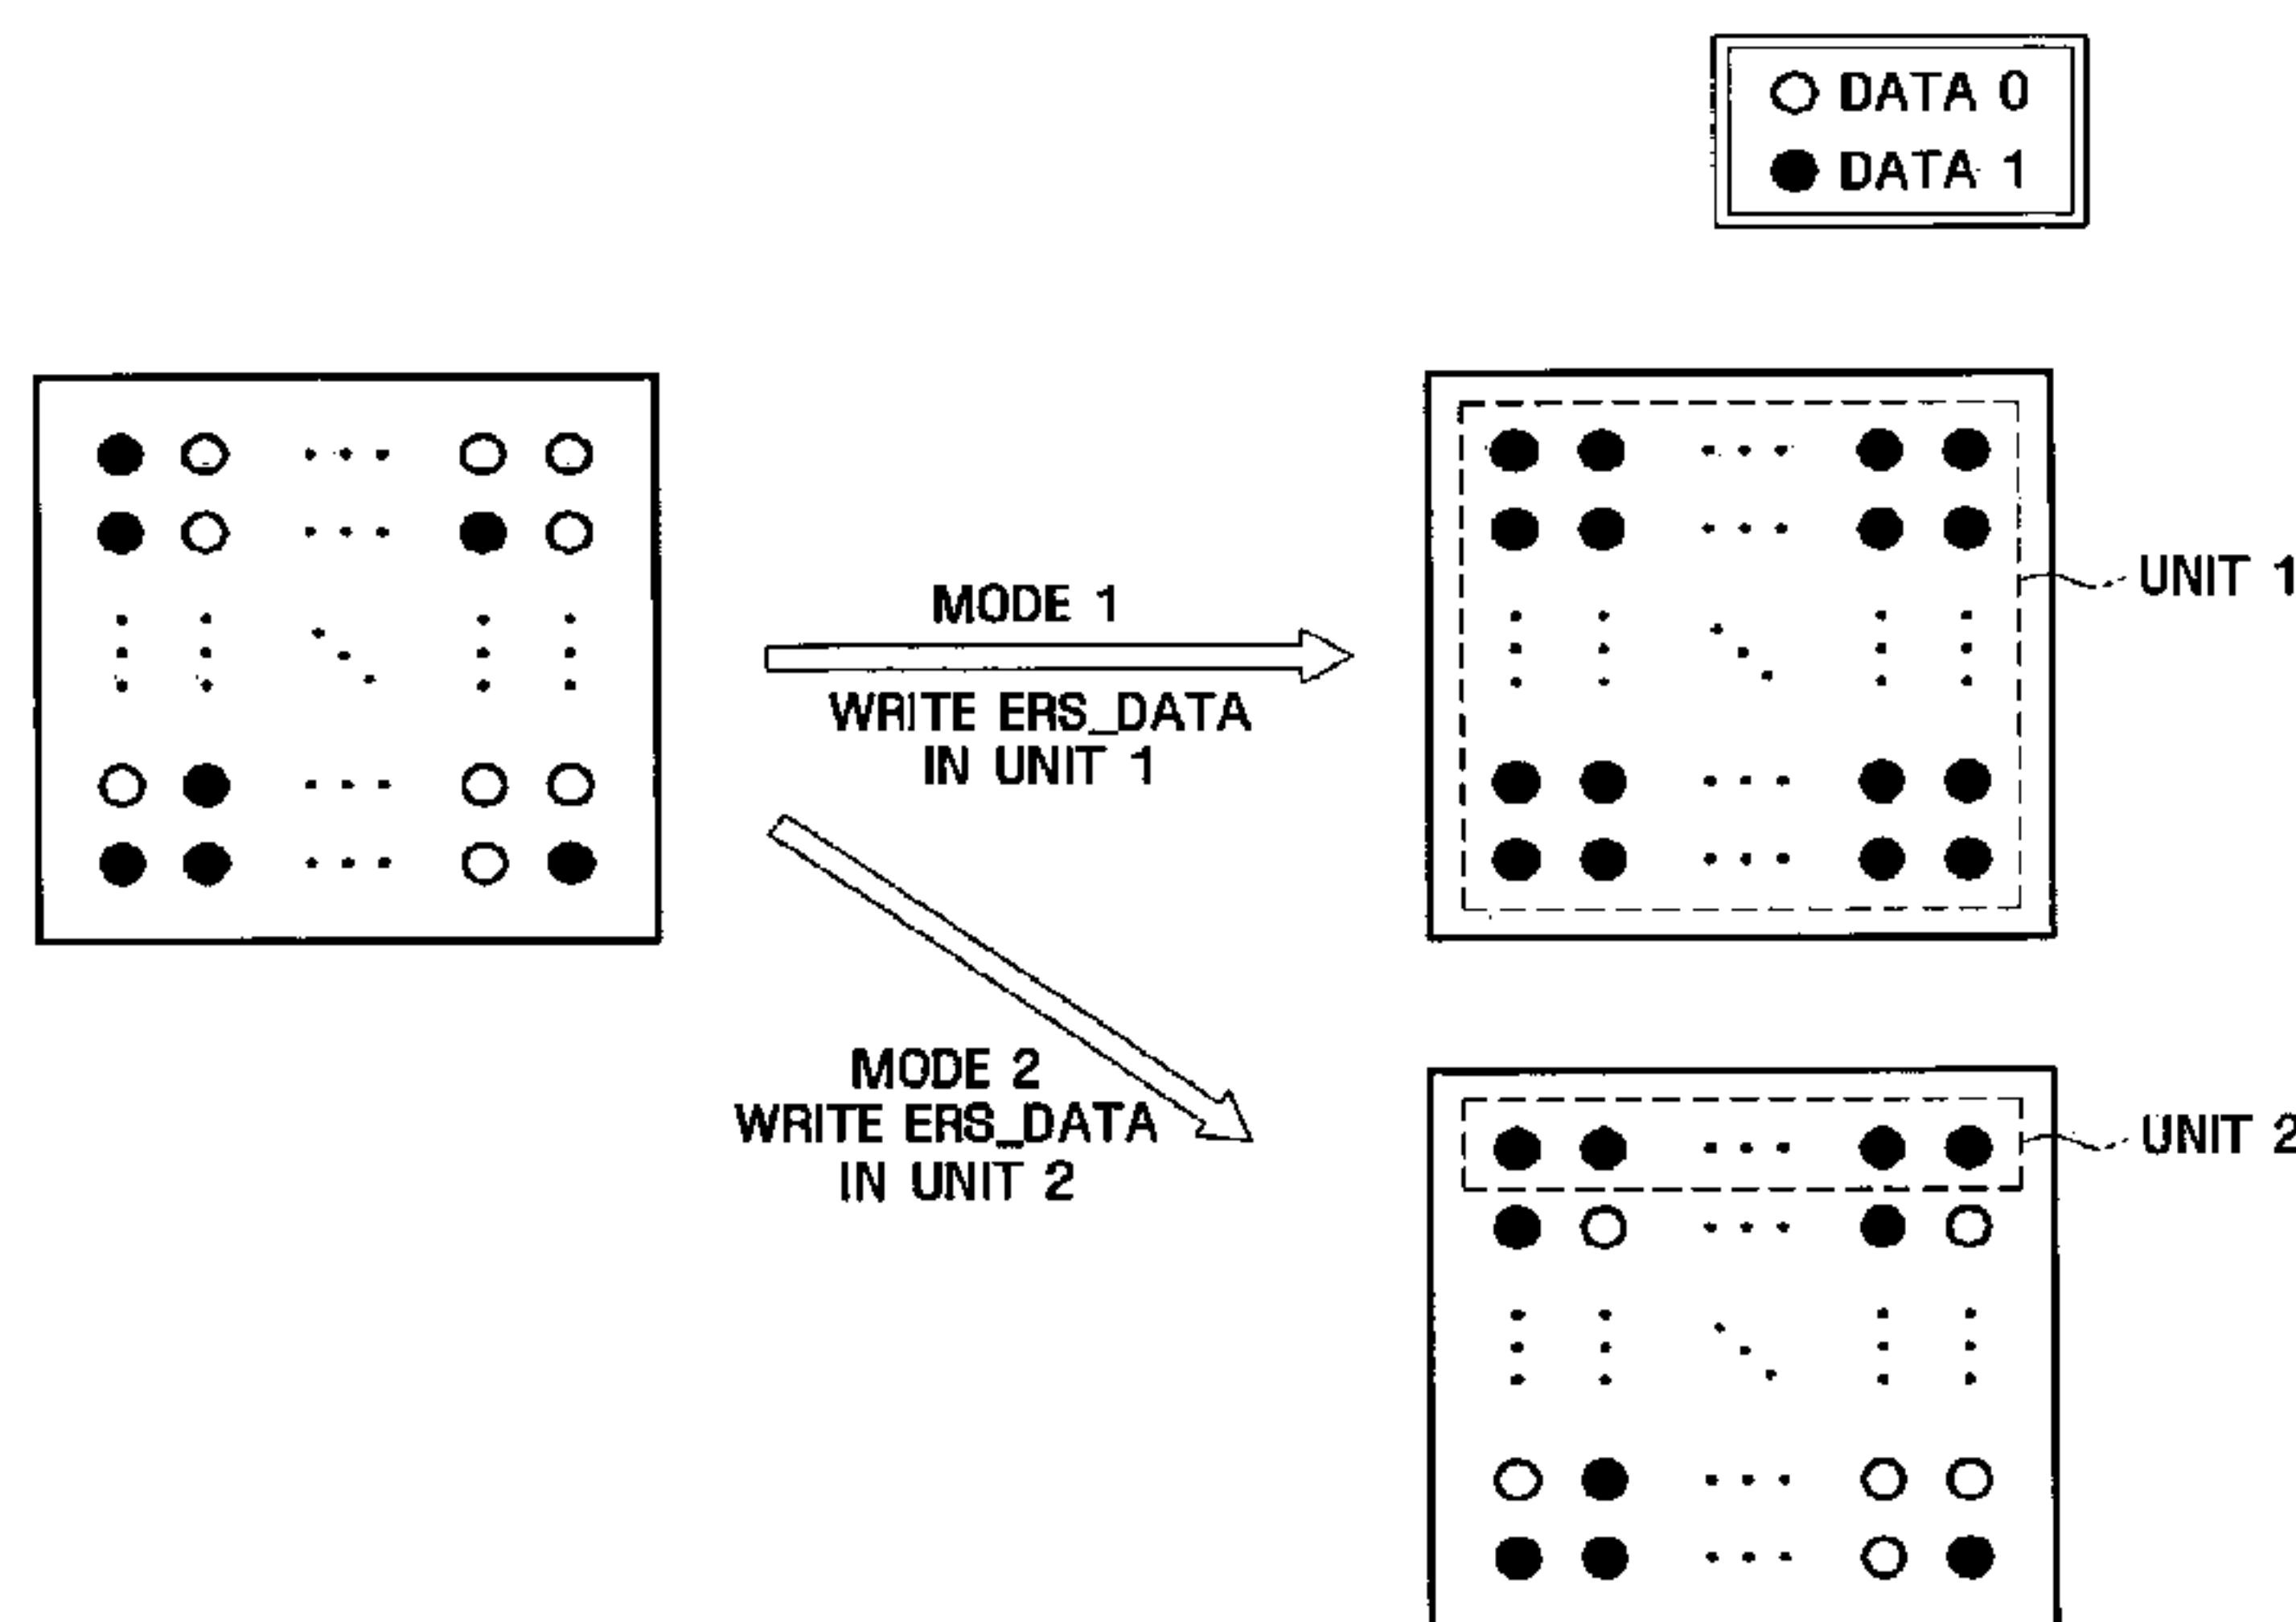 DATA 0
DATA 1
MODE 1
WRITE ERS_DATA
IN UNIT 1
UNIT 1
MODE 2
WRITE ERS_DATA
IN UNIT 2
UNIT 2